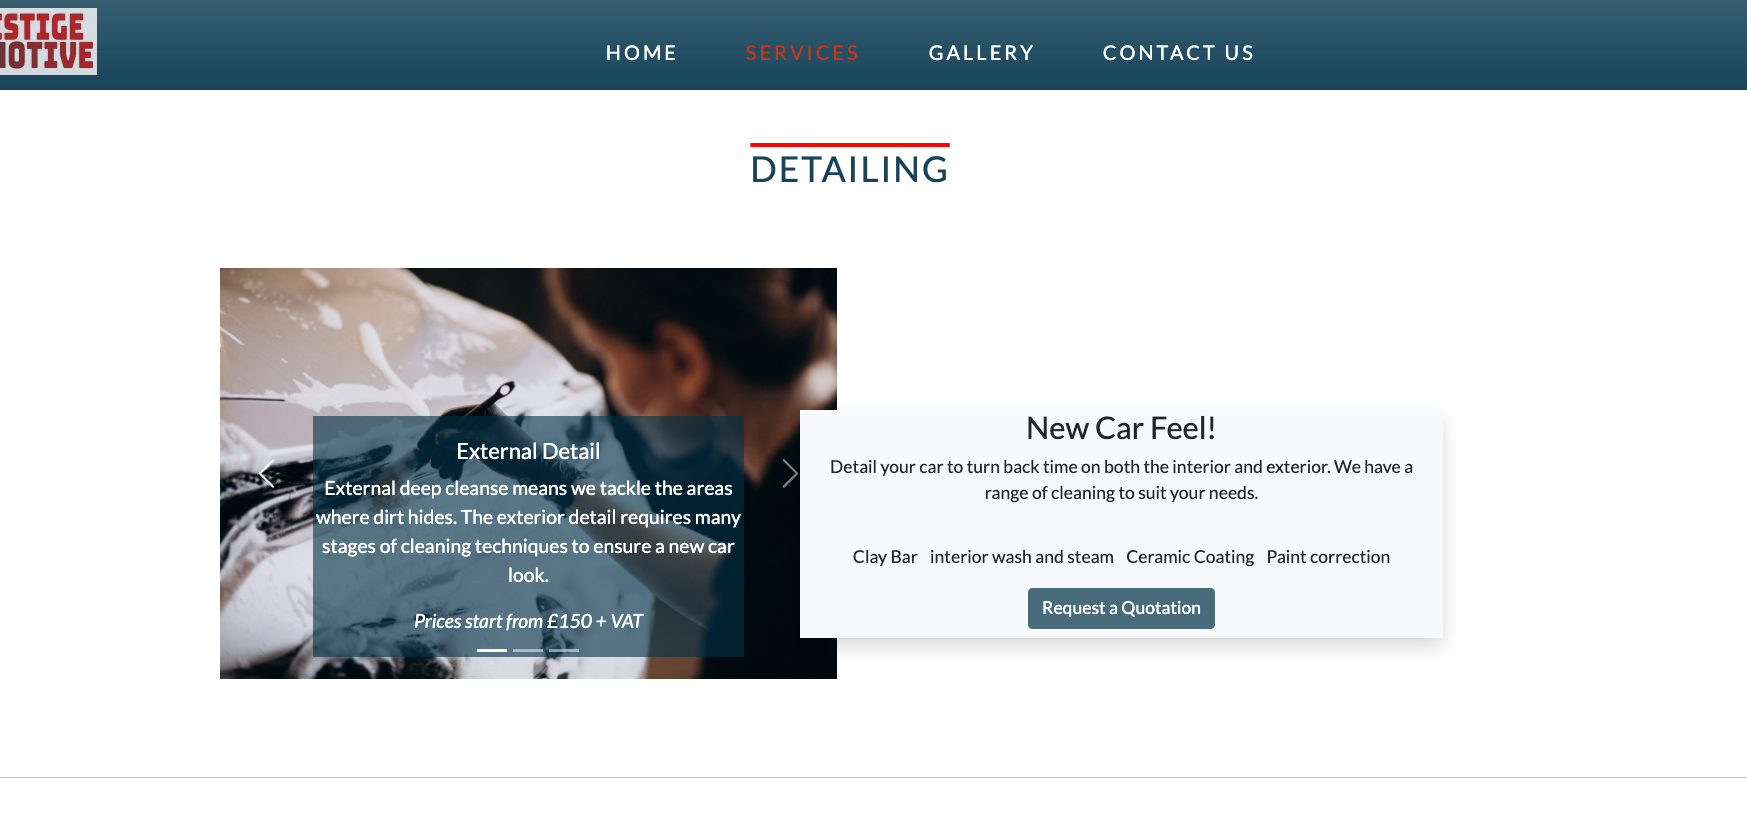 HOME SERVICES GALLERY CONTACT US
DETAILING
External Detail
External deep cleanse means we tackle the areas
where dirt hides. The exterior detail requires many
stages of cleaning techniques to ensure a new car
look.
Prices start from £150 + VAT
New Car Feel!
Detail your car to turn back time on both the interior and exterior. We have a
range of cleaning to suit your needs.
Clay Bar interior wash and steam Ceramic Coating Paint correction
Request a Quotation